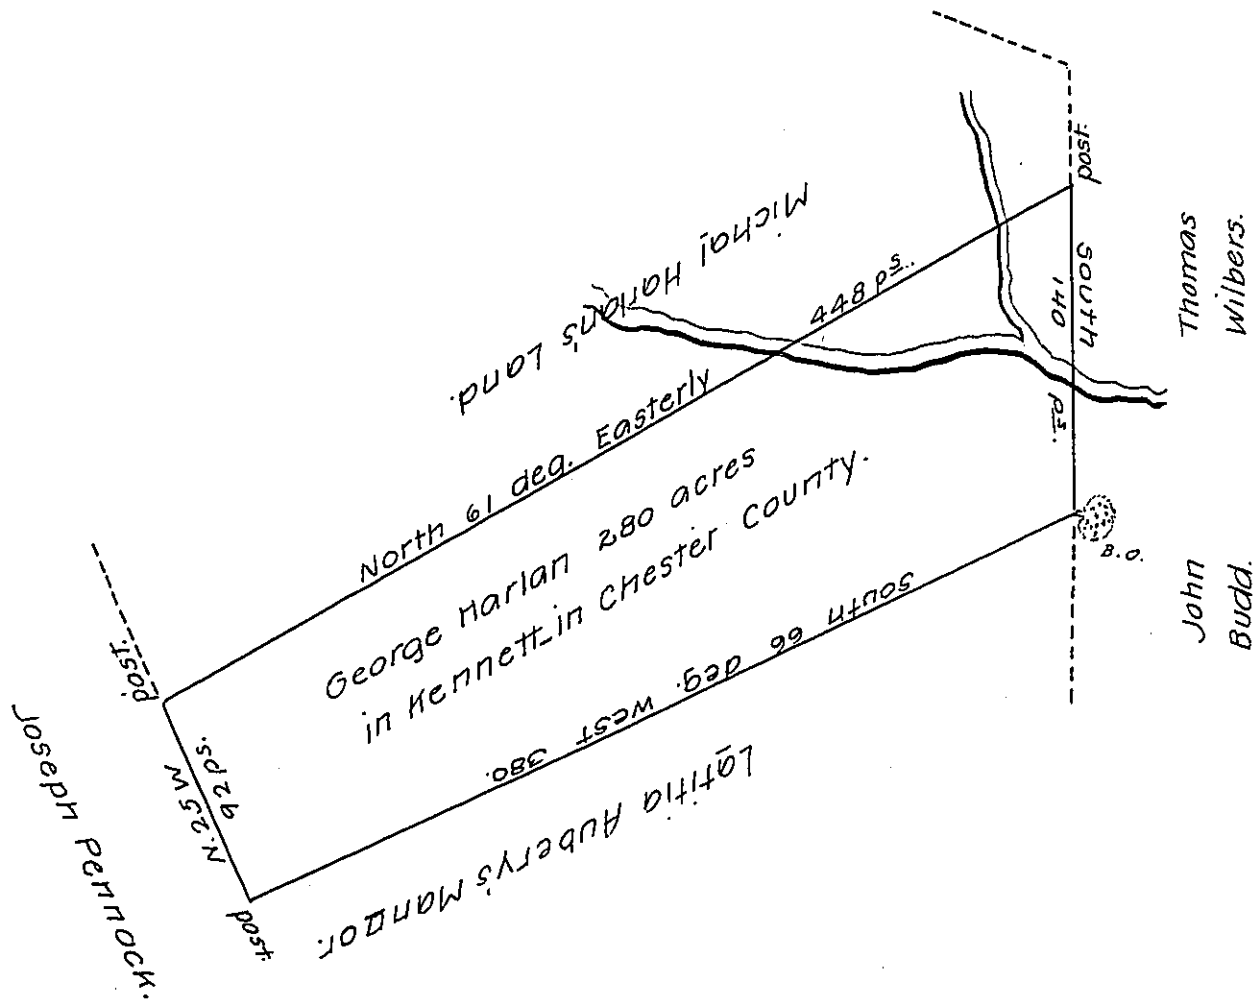 Michal Harlan's Land.
post.
South
140
ps.
Thomas
Wilbers.
North 61 deg. Easterly 448 ps.
George Harlan 280 acres
in Kennett in Chester County.
B.O.
John
Budd.
South 66 deg. West 380.
Latitia Aubery's Manor.
post.
N. 25 W
92 ps.
post.
Joseph Pennock.